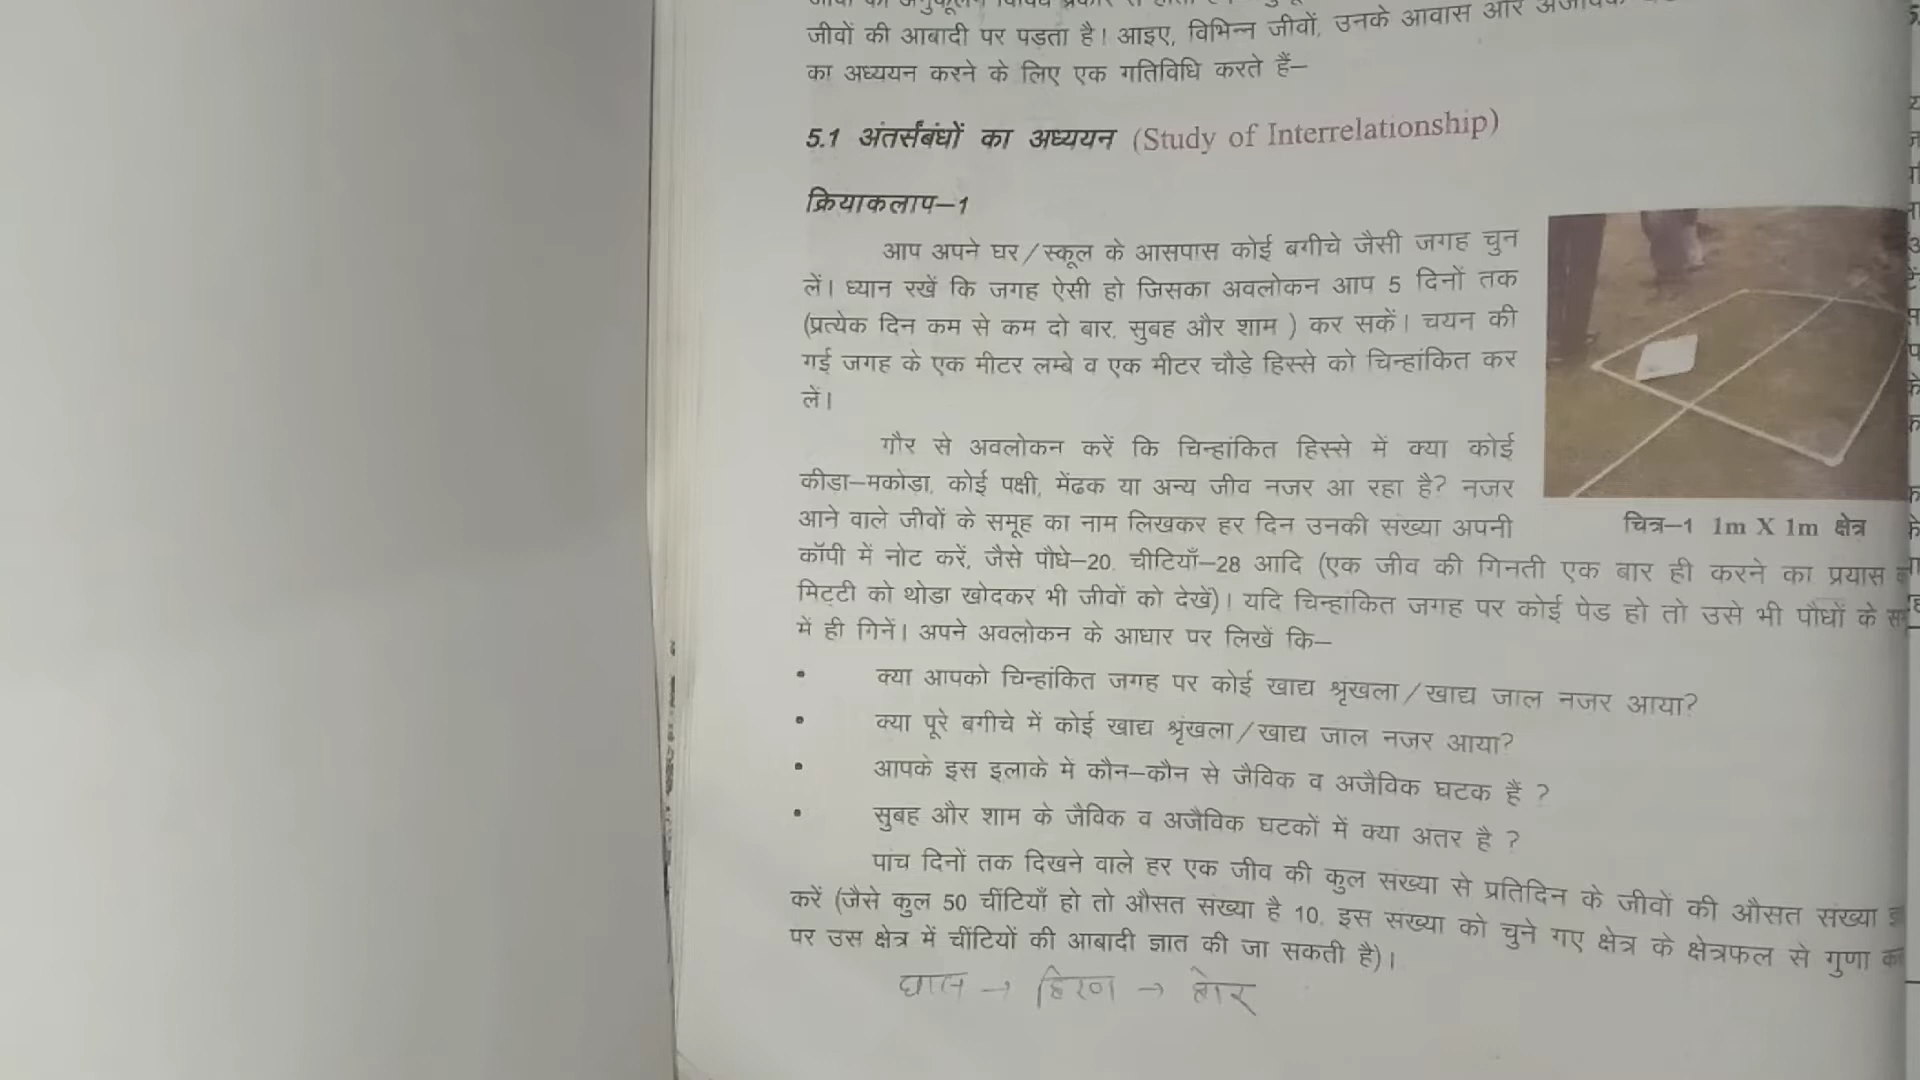 जीवों की आबादी पर पड़ता है। आइए, विभिन्न जीवों, उनके आवास और
का अध्ययन करने के लिए एक गतिविधि करते हैं–
5.1 अंतर्संबंधों का अध्ययन (Study of Interrelationship)
क्रियाकलाप–1
आप अपने घर/स्कूल के आसपास कोई बगीचे जैसी जगह चुन
लें। ध्यान रखें कि जगह ऐसी हो जिसका अवलोकन आप 5 दिनों तक
(प्रत्येक दिन कम से कम दो बार, सुबह और शाम ) कर सकें। चयन की
गई जगह के एक मीटर लम्बे व एक मीटर चौड़े हिस्से को चिन्हांकित कर
लें।
गौर से अवलोकन करें कि चिन्हांकित हिस्से में क्या कोई
कीड़ा–मकोड़ा, कोई पक्षी, मेंढक या अन्य जीव नजर आ रहा है? नजर
आने वाले जीवों के समूह का नाम लिखकर हर दिन उनकी संख्या अपनी
चित्र–1 1m X 1m क्षेत्र
कॉपी में नोट करें, जैसे पौधे–20, चीटियाँ–28 आदि (एक जीव की गिनती एक बार ही करने का प्रयास
मिट्टी को थोडा खोदकर भी जीवों को देखें)। यदि चिन्हांकित जगह पर कोई पेड हो तो उसे भी पौधों के
में ही गिनें। अपने अवलोकन के आधार पर लिखें कि–
• क्या आपको चिन्हांकित जगह पर कोई खाद्य श्रृंखला/खाद्य जाल नजर आया?
• क्या पूरे बगीचे में कोई खाद्य श्रृंखला/खाद्य जाल नजर आया?
• आपके इस इलाके में कौन–कौन से जैविक व अजैविक घटक हैं ?
• सुबह और शाम के जैविक व अजैविक घटकों में क्या अंतर है ?
पांच दिनों तक दिखने वाले हर एक जीव की कुल संख्या से प्रतिदिन के जीवों की औसत संख्या
करें (जैसे कुल 50 चींटियाँ हो तो औसत संख्या है 10, इस संख्या को चुने गए क्षेत्र के क्षेत्रफल से गुणा
पर उस क्षेत्र में चींटियों की आबादी ज्ञात की जा सकती है)।
घास → हिरण → शेर